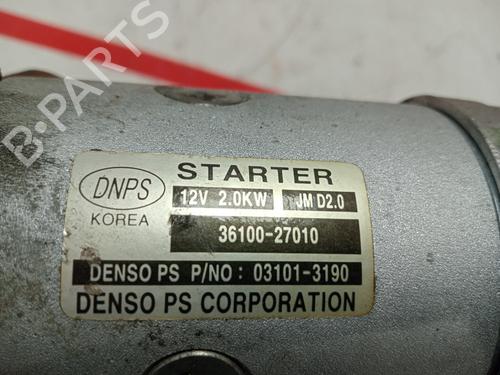 STARTER
DNPS
KOREA
12V 2.0KW JM D2.0
36100-27010
DENSO PS P/NO : 03101-3190
DENSO PS CORPORATION
B-PARTS